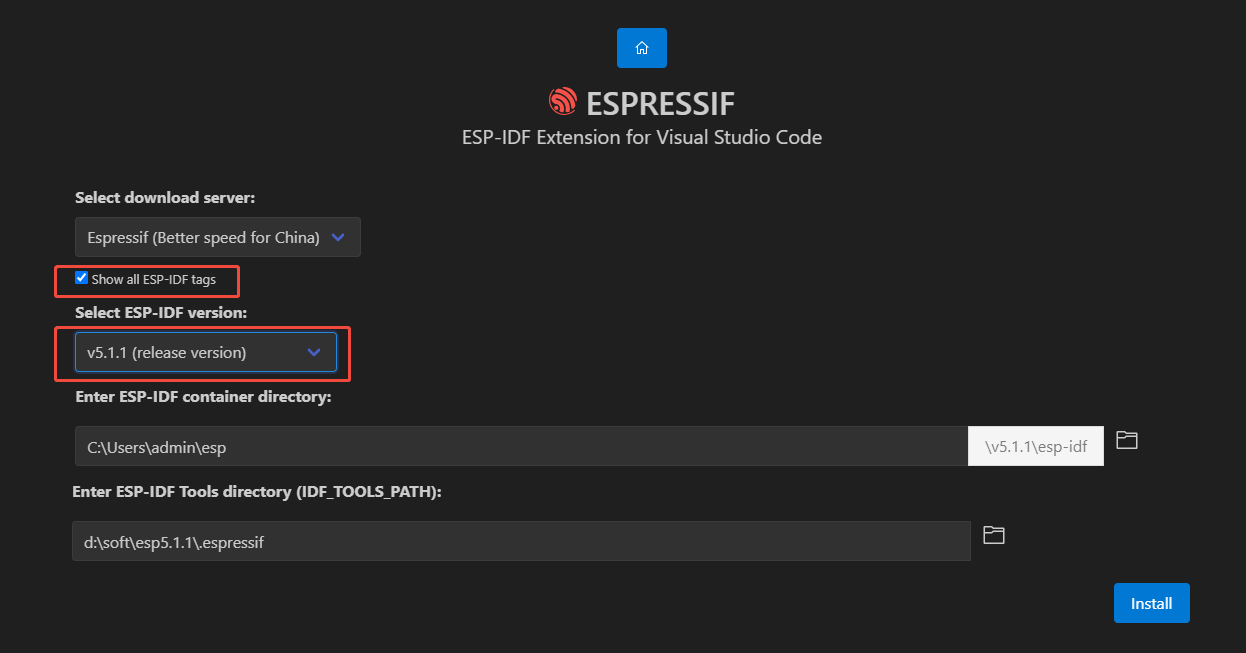 ESPRESSIF
ESP-IDF Extension for Visual Studio Code
Select download server:
Espressif (Better speed for China)
Show all ESP-IDF tags
Select ESP-IDF version:
v5.1.1 (release version)
Enter ESP-IDF container directory:
C:\Users\admin\esp \v5.1.1\esp-idf
Enter ESP-IDF Tools directory (IDF_TOOLS_PATH):
d:\soft\esp5.1.1\.espressif
Install